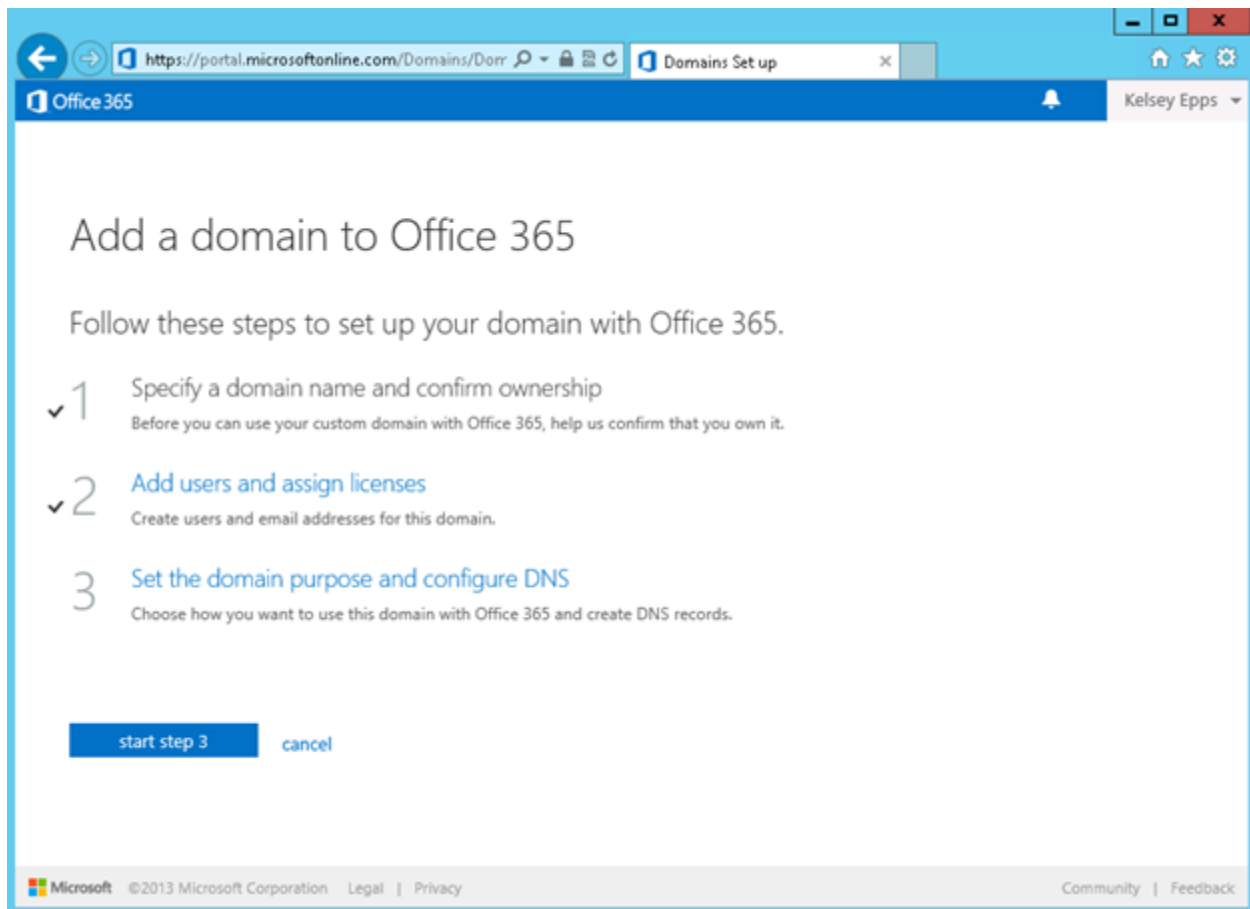 https://portal.microsoftonline.com/Domains/Dorr
Domains Set up
Office 365
Kelsey Epps
Add a domain to Office 365
Follow these steps to set up your domain with Office 365.
1 Specify a domain name and confirm ownership
Before you can use your custom domain with Office 365, help us confirm that you own it.
2 Add users and assign licenses
Create users and email addresses for this domain.
3 Set the domain purpose and configure DNS
Choose how you want to use this domain with Office 365 and create DNS records.
start step 3 cancel
Microsoft ©2013 Microsoft Corporation Legal | Privacy Community | Feedback